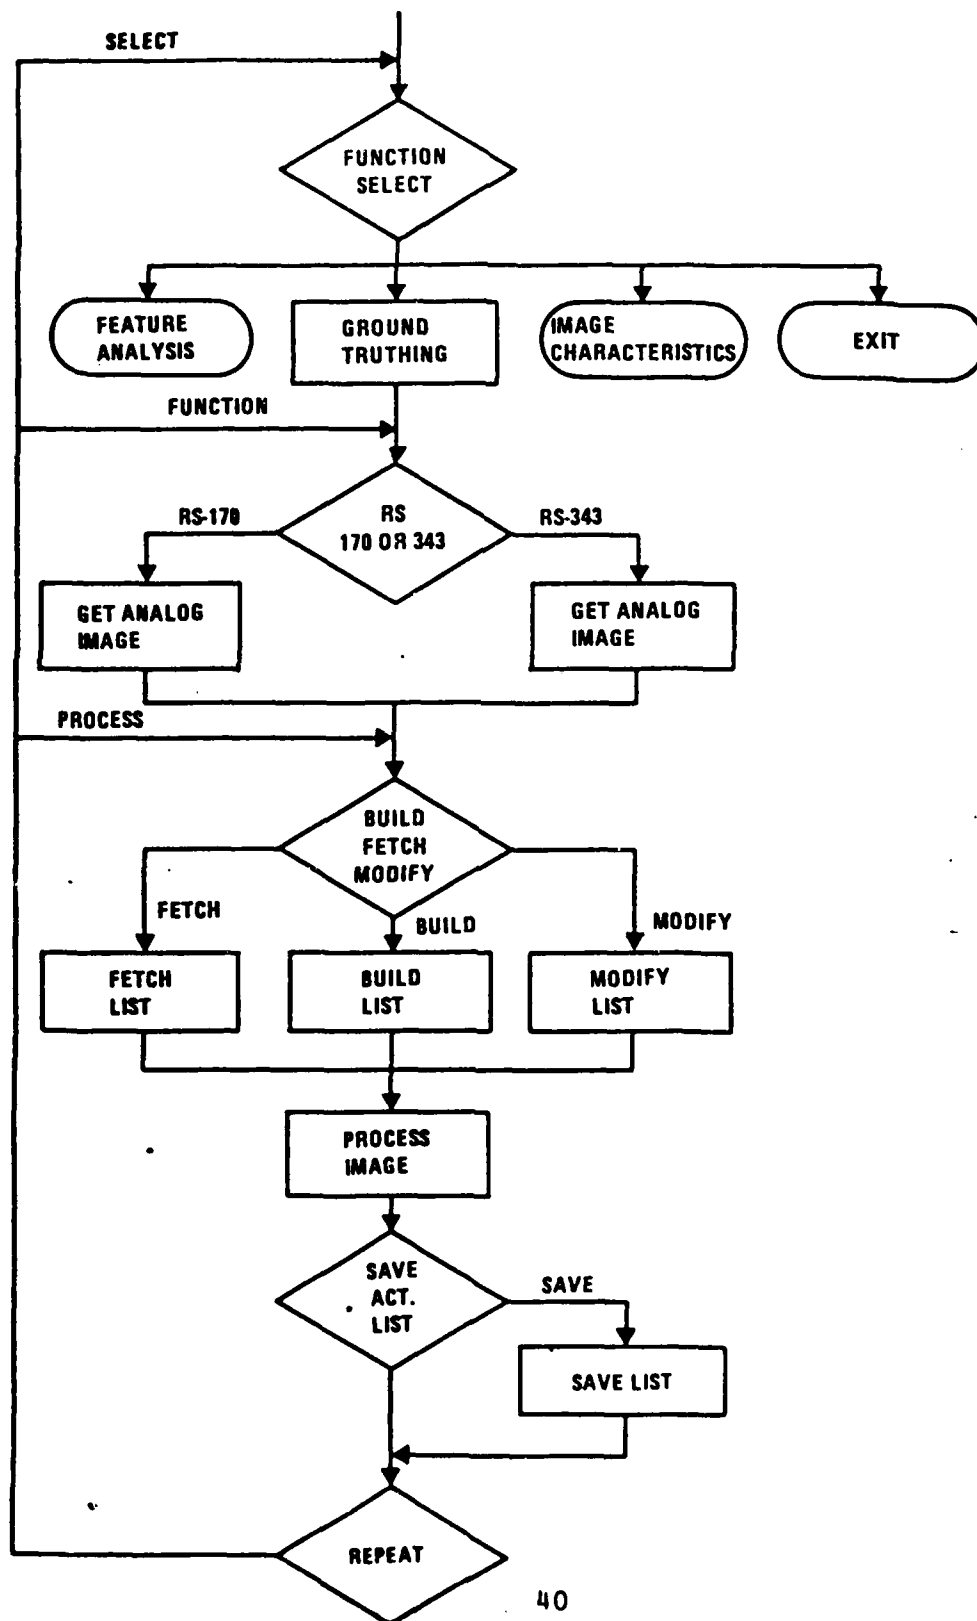 SELECT
FUNCTION
SELECT
FEATURE
ANALYSIS
GROUND
TRUTHING
IMAGE
CHARACTERISTICS
EXIT
FUNCTION
RS-170
RS
170 OR 343
RS-343
GET ANALOG
IMAGE
GET ANALOG
IMAGE
PROCESS
BUILD
FETCH
MODIFY
FETCH
BUILD
MODIFY
FETCH
LIST
BUILD
LIST
MODIFY
LIST
PROCESS
IMAGE
SAVE
ACT.
LIST
SAVE
SAVE LIST
REPEAT
40